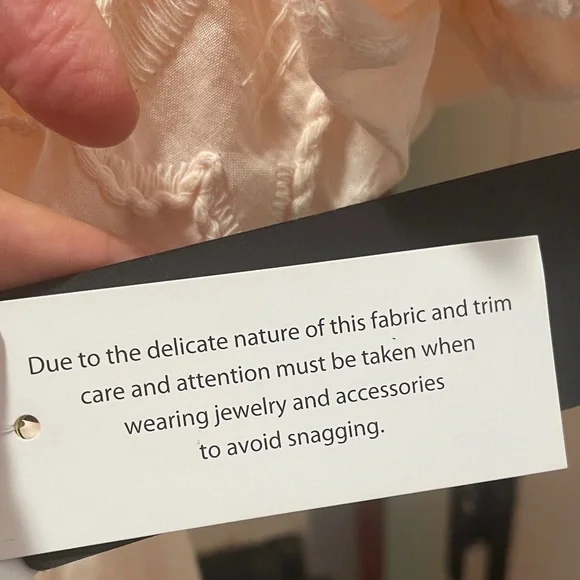 Due to the delicate nature of this fabric and trim
care and attention must be taken when
wearing jewelry and accessories
to avoid snagging.